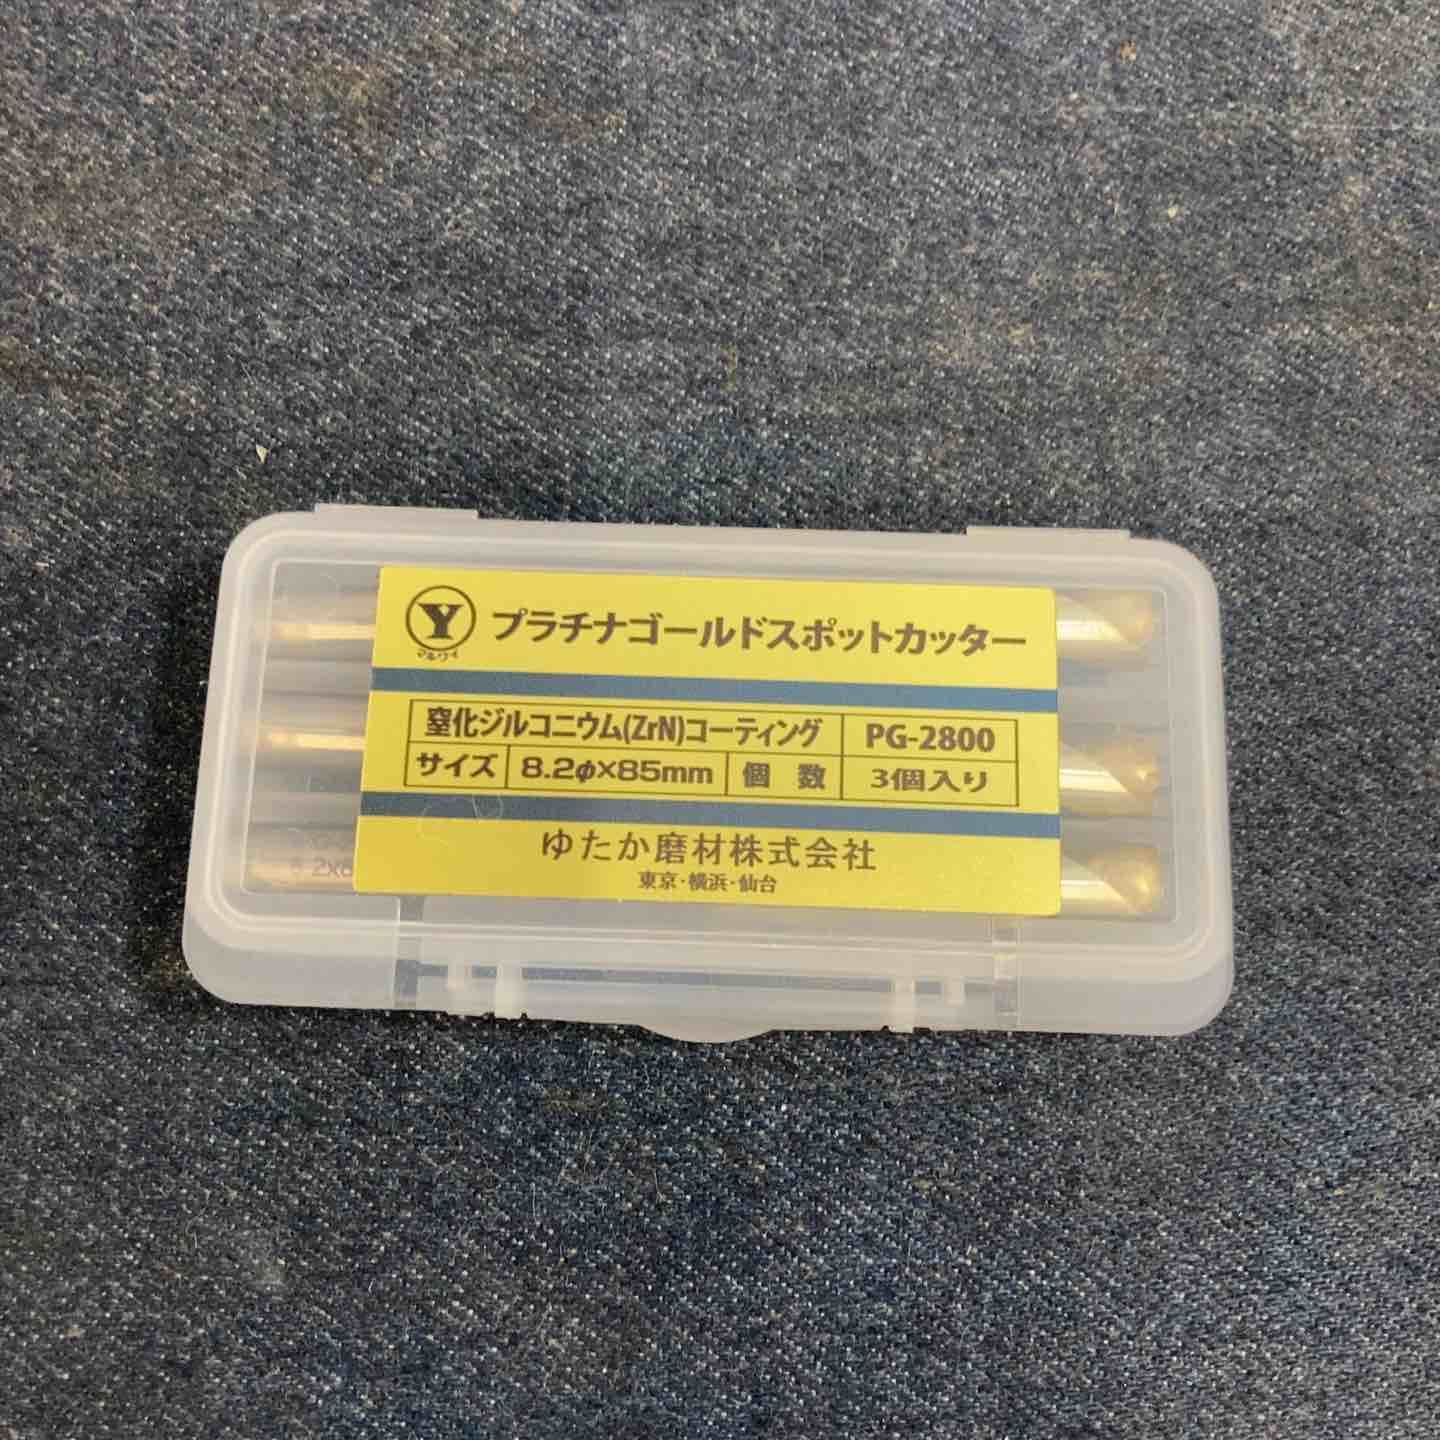 Y プラチナゴールドスポットカッター
マルワイ
窒化ジルコニウム(ZrN)コーティング PG-2800
サイズ 8.2φ×85mm 個数 3個入り
ゆたか磨材株式会社
東京・横浜・仙台